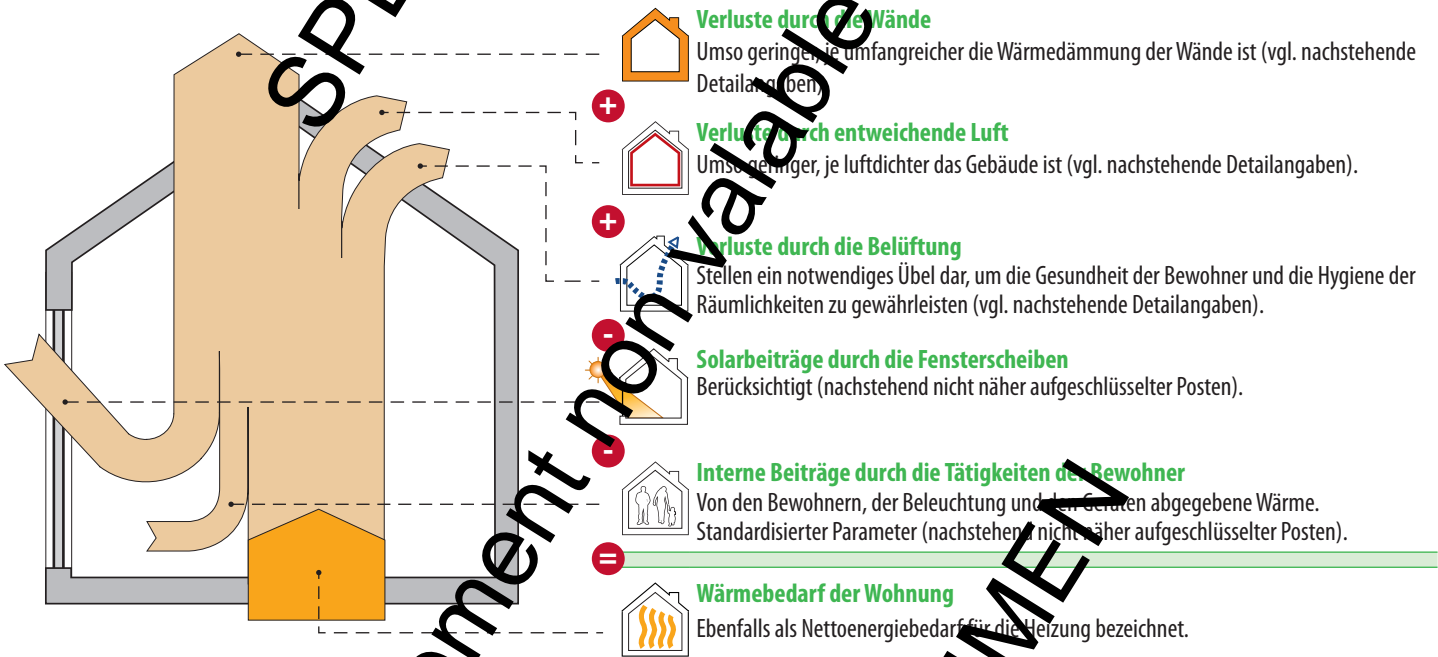 Verluste durch die Wände
Umso geringer, je umfangreicher die Wärmedämmung der Wände ist (vgl. nachstehende
Detailangaben).
+
Verluste durch entweichende Luft
Umso geringer, je luftdichter das Gebäude ist (vgl. nachstehende Detailangaben).
+
Verluste durch die Belüftung
Stellen ein notwendiges Übel dar, um die Gesundheit der Bewohner und die Hygiene der
Räumlichkeiten zu gewährleisten (vgl. nachstehende Detailangaben).
-
Solarbeiträge durch die Fensterscheiben
Berücksichtigt (nachstehend nicht näher aufgeschlüsselter Posten).
-
Interne Beiträge durch die Tätigkeiten der Bewohner
Von den Bewohnern, der Beleuchtung und den Geräten abgegebene Wärme.
Standardisierter Parameter (nachstehend nicht näher aufgeschlüsselter Posten).
=
Wärmebedarf der Wohnung
Ebenfalls als Nettoenergiebedarf für die Heizung bezeichnet.
non valable